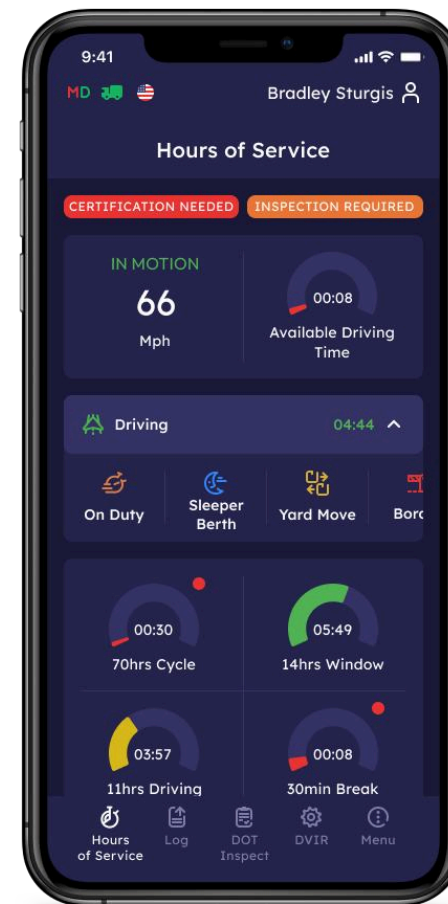 9:41
MD
Bradley Sturgis
Hours of Service
CERTIFICATION NEEDED
INSPECTION REQUIRED
IN MOTION
66
Mph
00:08
Available Driving
Time
Driving
04:44
On Duty
Sleeper
Berth
Yard Move
00:30
70hrs Cycle
05:49
14hrs Window
03:57
11hrs Driving
00:08
30min Break
Hours
of Service
Log
DOT
Inspect
DVIR
Menu